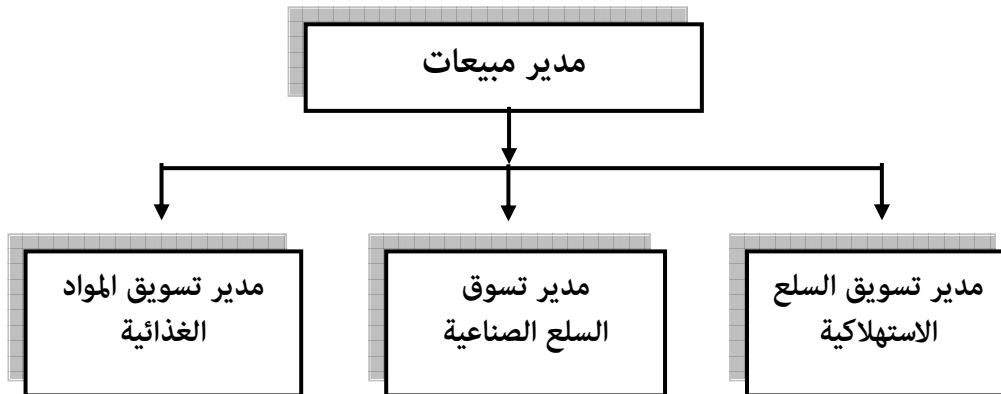 مدير مبيعات
مدير تسويق السلع
الاستهلاكية
مدير تسوق
السلع الصناعية
مدير تسويق المواد
الغذائية